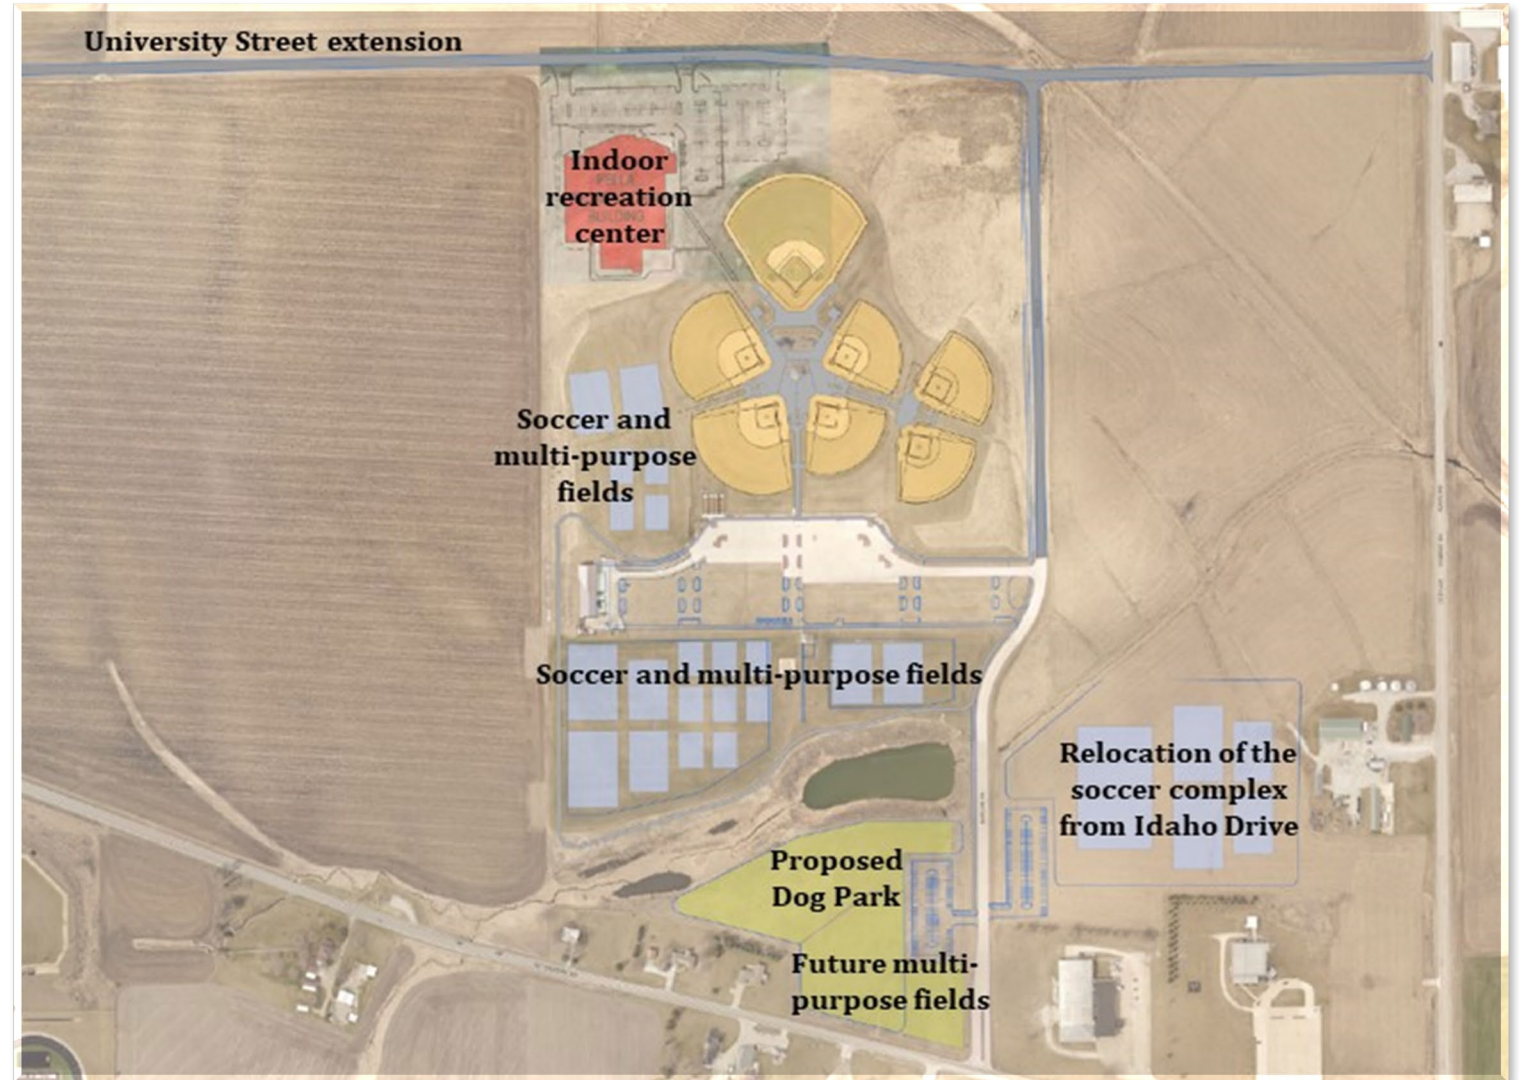 University Street extension
Indoor
recreation
center
BUILDING
Soccer and
multi-purpose
fields
Soccer and multi-purpose fields
Relocation of the
soccer complex
from Idaho Drive
Proposed
Dog Park
Future multi-
purpose fields